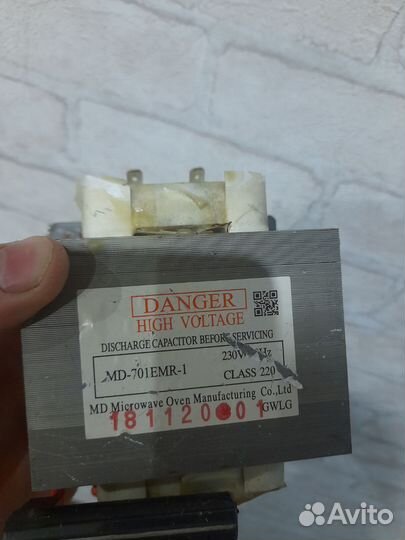 DANGER
HIGH VOLTAGE
DISCHARGE CAPACITOR BEFORE SERVICING
MD-701EMR-1
230V Hz
CLASS 220
MD Microwave Oven Manufacturing Co.,Ltd
GWLG
Avito